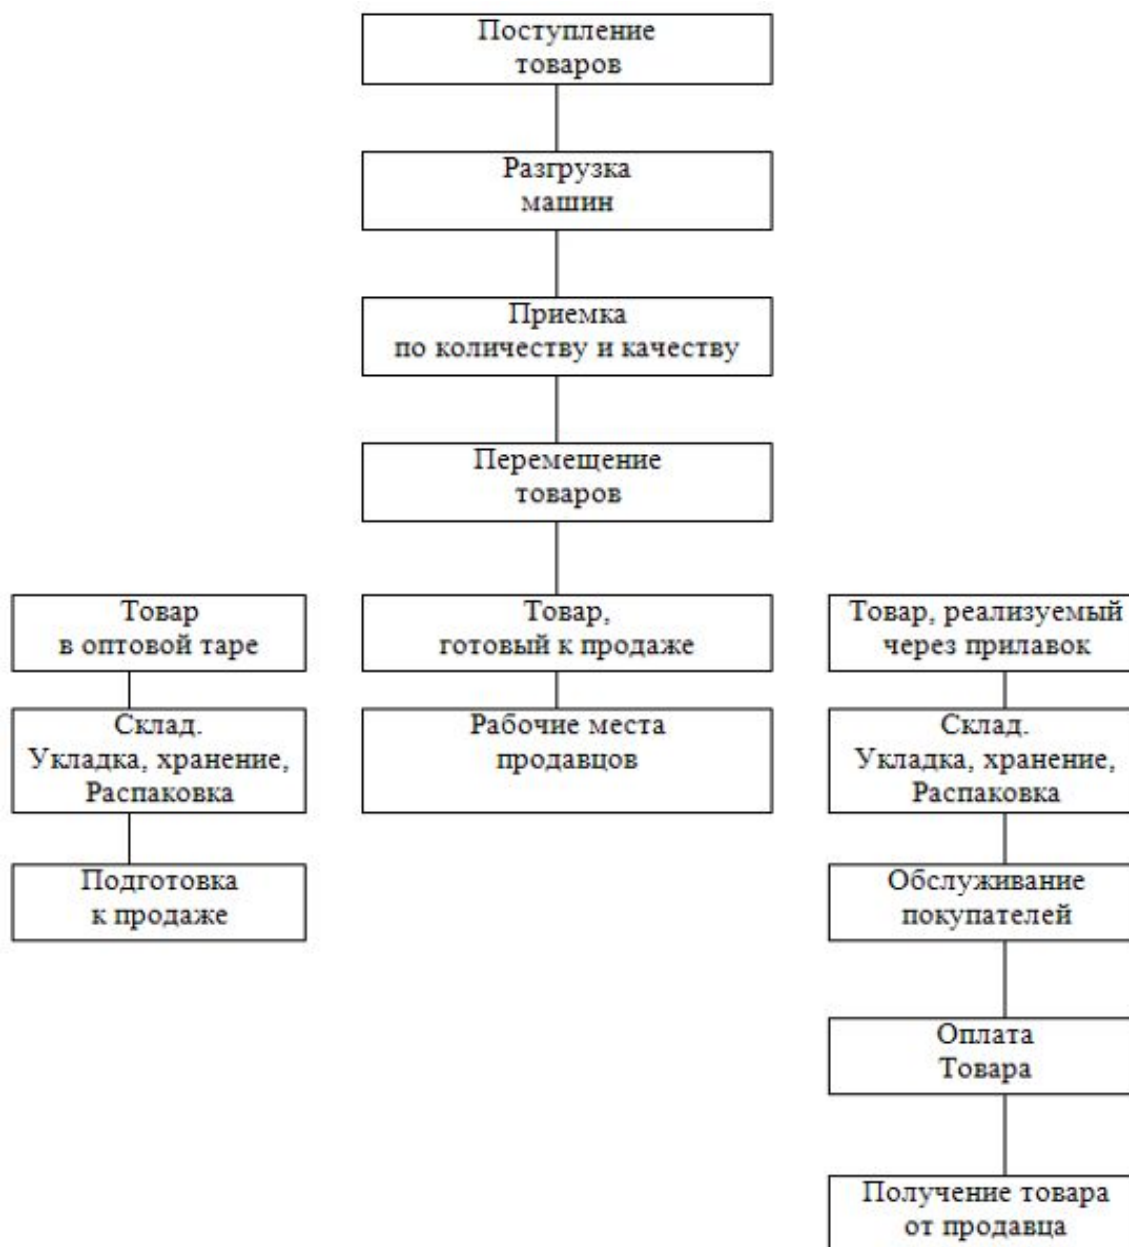 Поступление
товаров
Разгрузка
машин
Приемка
по количеству и качеству
Перемещение
товаров
Товар
в оптовой таре
Товар,
готовый к продаже
Товар, реализуемый
через прилавок
Склад.
Укладка, хранение,
Распаковка
Рабочие места
продавцов
Склад.
Укладка, хранение,
Распаковка
Подготовка
к продаже
Обслуживание
покупателей
Оплата
Товара
Получение товара
от продавца